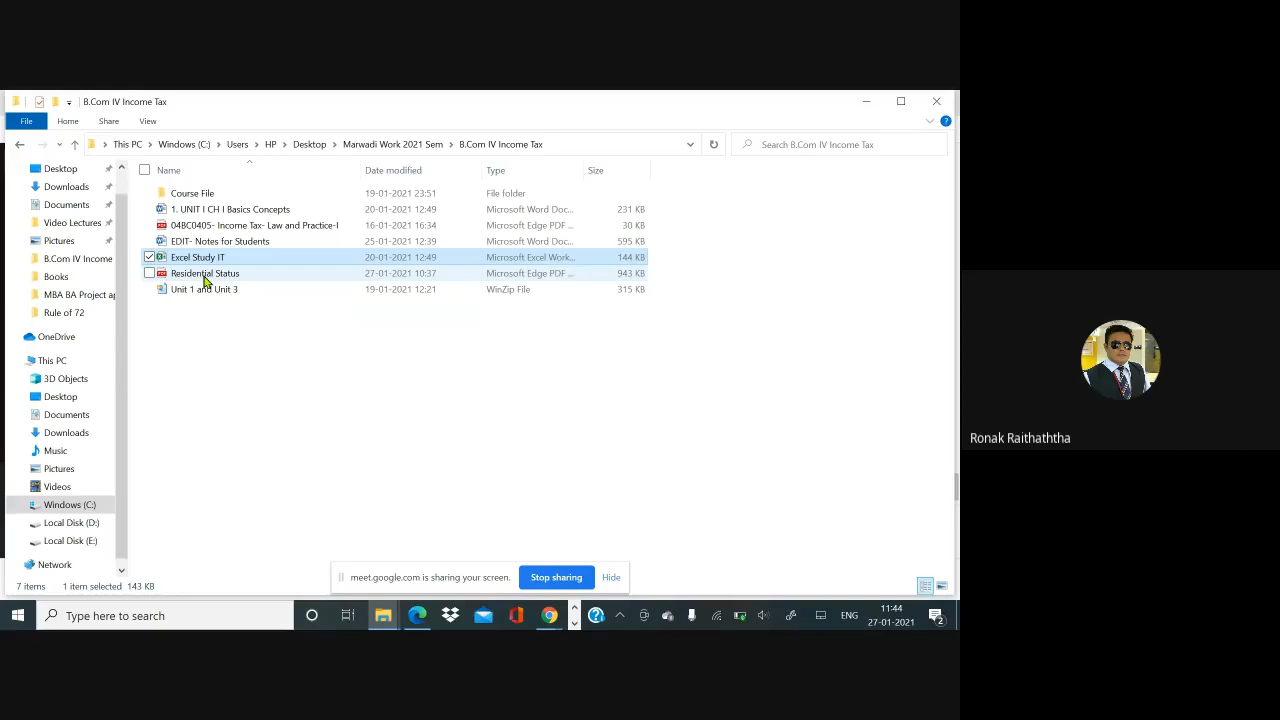 B.Com IV Income Tax
File Home Share View
This PC > Windows (C:) > Users > HP > Desktop > Marwadi Work 2021 Sem > B.Com IV Income Tax
Search B.Com IV Income Tax
Name Date modified Type Size
Course File 19-01-2021 23:51 File folder
1. UNIT I CH I Basics Concepts 20-01-2021 12:49 Microsoft Word Doc... 231 KB
04BC0405- Income Tax- Law and Practice-I 16-01-2021 16:34 Microsoft Edge PDF ... 30 KB
EDIT- Notes for Students 25-01-2021 12:39 Microsoft Word Doc... 595 KB
Excel Study IT 20-01-2021 12:49 Microsoft Excel Work... 144 KB
Residential Status 27-01-2021 10:37 Microsoft Edge PDF ... 943 KB
Unit 1 and Unit 3 19-01-2021 12:21 WinZip File 315 KB
Desktop
Downloads
Documents
Video Lectures
Pictures
B.Com IV Income
Books
MBA BA Project ap
Rule of 72
OneDrive
This PC
3D Objects
Desktop
Documents
Downloads
Music
Pictures
Videos
Windows (C:)
Local Disk (D:)
Local Disk (E:)
Network
7 items 1 item selected 143 KB
meet.google.com is sharing your screen. Stop sharing Hide
Type here to search
ENG
11:44
27-01-2021
2
Ronak Raithaththa